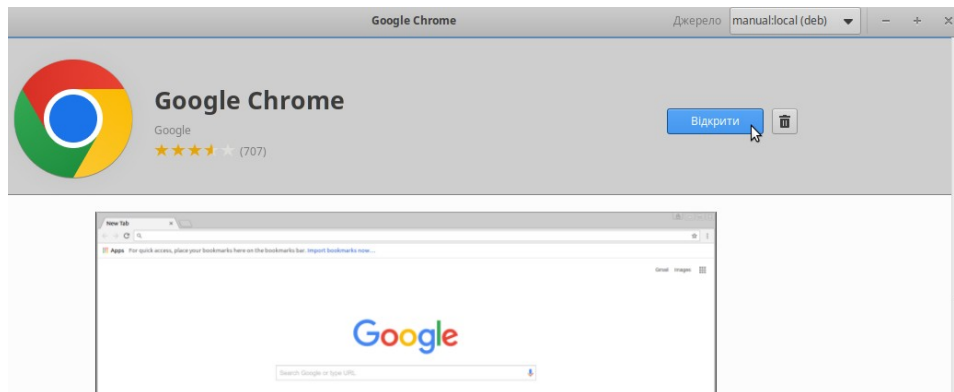 Google Chrome
Джерело manual:local (deb)
Google Chrome
Google
(707)
Відкрити
New Tab
Apps For quick access, place your bookmarks here on the bookmarks bar. Import bookmarks now...
Gmail Images
Google
Search Google or type URL